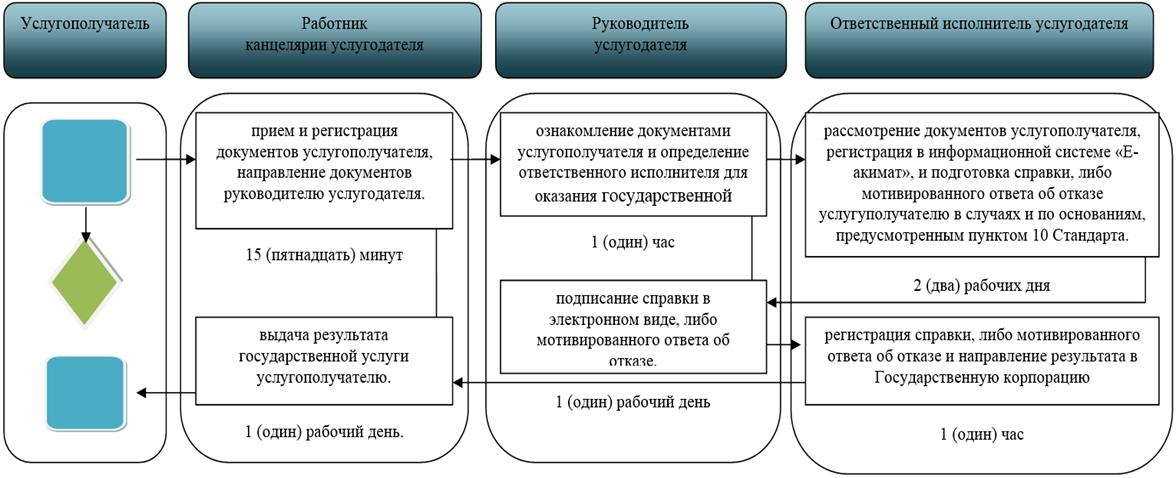 Услугополучатель
Работник
канцелярии услугодателя
Руководитель
услугодателя
Ответственный исполнитель услугодателя
прием и регистрация
документов услугополучателя,
направление документов
руководителю услугодателя.
15 (пятнадцать) минут
ознакомление документами
услугополучателя и определение
ответственного исполнителя для
оказания государственной
1 (один) час
рассмотрение документов услугополучателя,
регистрация в информационной системе «Е-
акимат», и подготовка справки, либо
мотивированного ответа об отказе
услугуполучателю в случаях и по основаниям,
предусмотренным пунктом 10 Стандарта.
2 (два) рабочих дня
подписание справки в
электронном виде, либо
мотивированного ответа об
отказе.
1 (один) рабочий день
регистрация справки, либо мотивированного
ответа об отказе и направление результата в
Государственную корпорацию
1 (один) час
выдача результата
государственной услуги
услугополучателю.
1 (один) рабочий день.